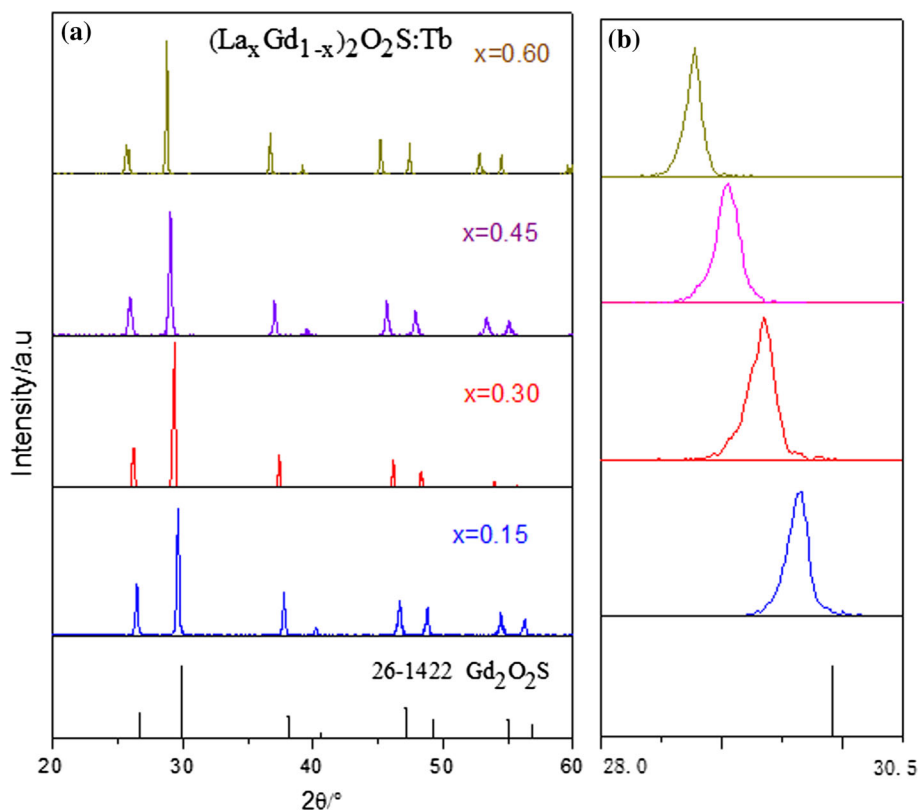 (a)
(LaxGd1-x)2O2S:Tb
x=0.60
x=0.45
x=0.30
x=0.15
26-1422 Gd2O2S
Intensity/a.u
20 30 40 50 60
2θ/°
(b)
28.0 30.5